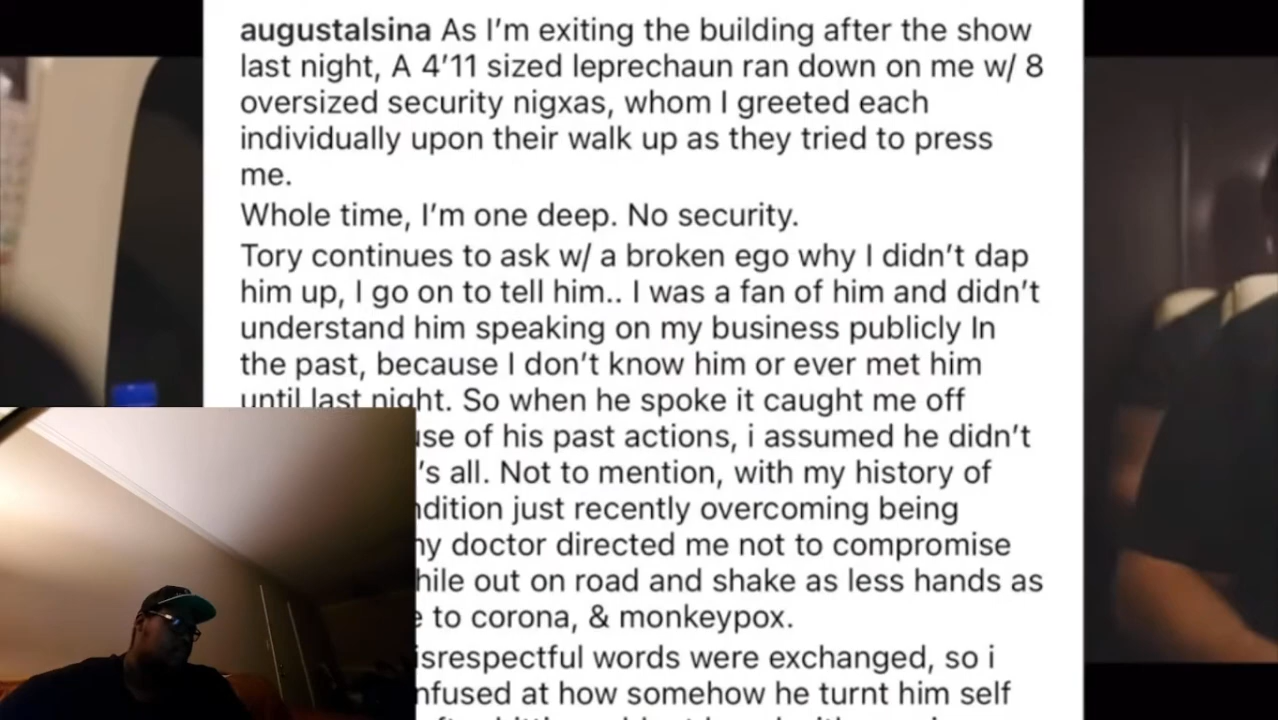 augustalsina As I'm exiting the building after the show
last night, A 4'11 sized leprechaun ran down on me w/ 8
oversized security nigxas, whom I greeted each
individually upon their walk up as they tried to press
me.
Whole time, I'm one deep. No security.
Tory continues to ask w/ a broken ego why I didn't dap
him up, I go on to tell him.. I was a fan of him and didn't
understand him speaking on my business publicly In
the past, because I don't know him or ever met him
until last night. So when he spoke it caught me off
of his past actions, i assumed he didn't
's all. Not to mention, with my history of
just recently overcoming being
doctor directed me not to compromise
out on road and shake as less hands as
to corona, & monkeypox.
words were exchanged, so i
at how somehow he turnt him self